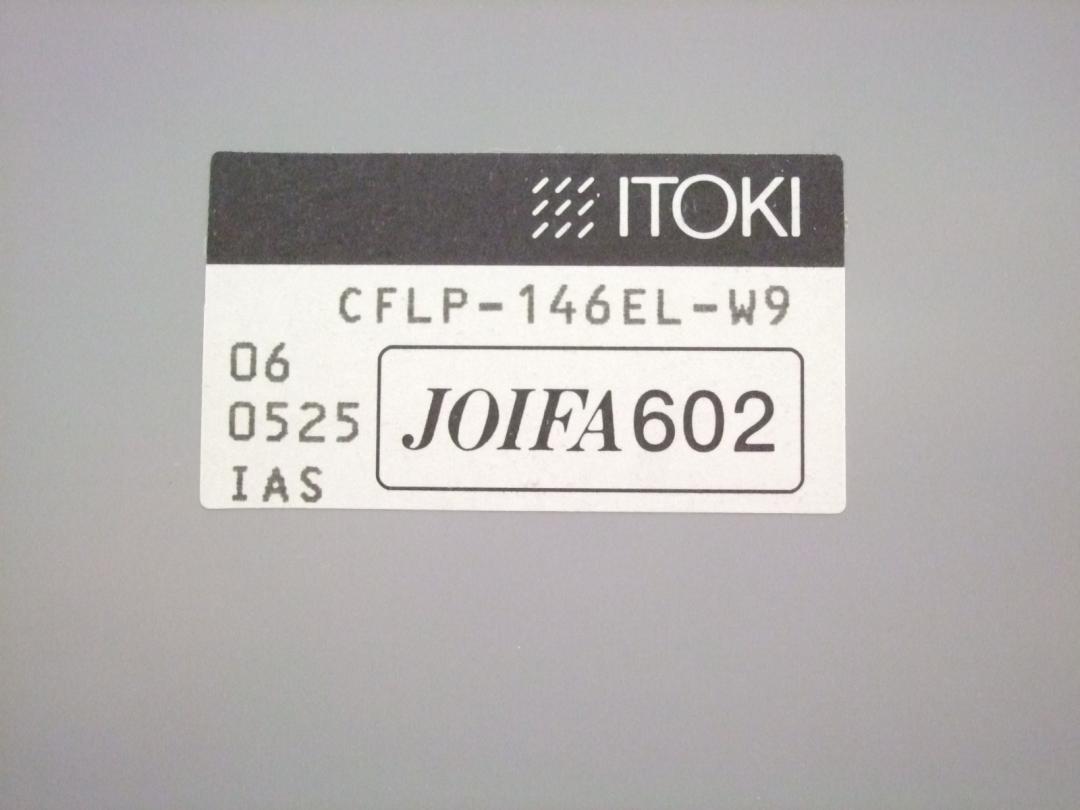 ITOKI
CFLP-146EL-W9
06
0525
IAS
JOIFA602